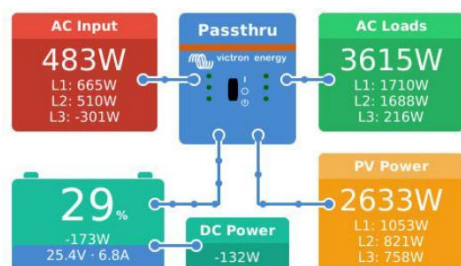 AC Input
483W
L1: 665W
L2: 510W
L3: -301W
Passthru
victron energy
I
AC Loads
3615W
L1: 1710W
L2: 1688W
L3: 216W
29%
-173W
25.4V · 6.8A
DC Power
-132W
PV Power
2633W
L1: 1053W
L2: 821W
L3: 758W